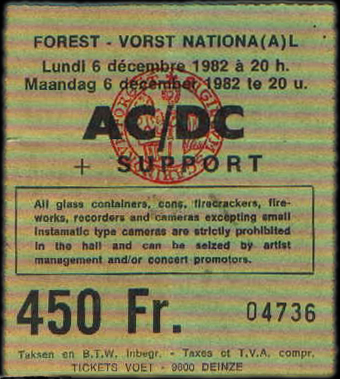 FOREST - VORST NATIONA(A)L
Lundi 6 décembre 1982 à 20 h.
Maandag 6 december 1982 te 20 u.
AC/DC
+ SUPPORT
All glass containers, cans, firecrackers, fire-
works, recorders and cameras excepting small
instamatic type cameras are strictly prohibited
in the hall and can be seized by artist
management and/or concert promotors.
450 Fr. 04736
Taksen en B.T.W. inbegr. - Taxes et T.V.A. compr.
TICKETS VOET - 9800 DEINZE